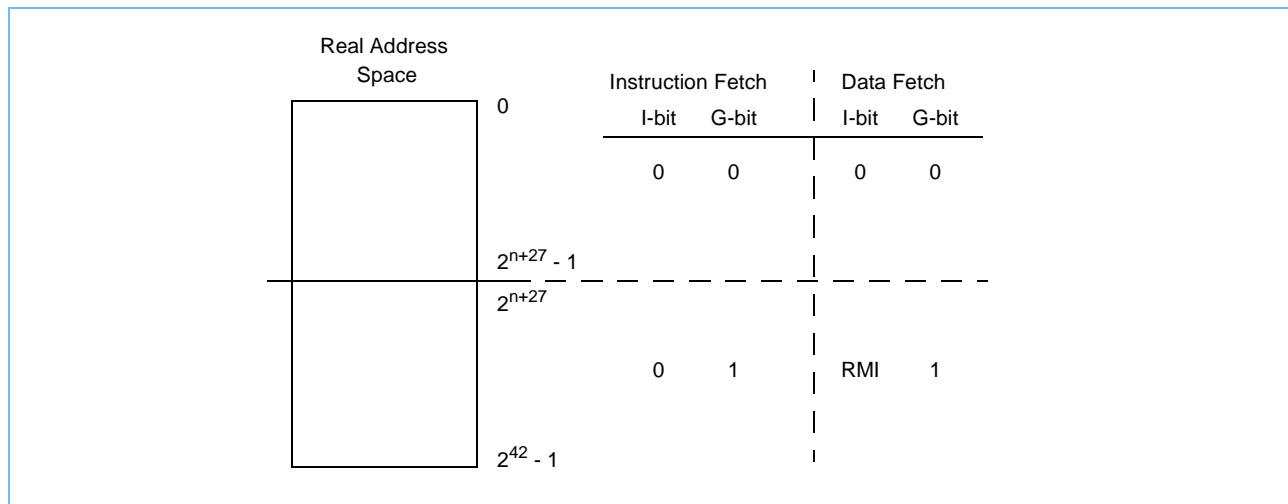 Real Address
Space
0
Instruction Fetch Data Fetch
I-bit G-bit I-bit G-bit
0 0 0 0
2^{n+27} - 1
2^{n+27}
0 1 RMI 1
2^{42} - 1